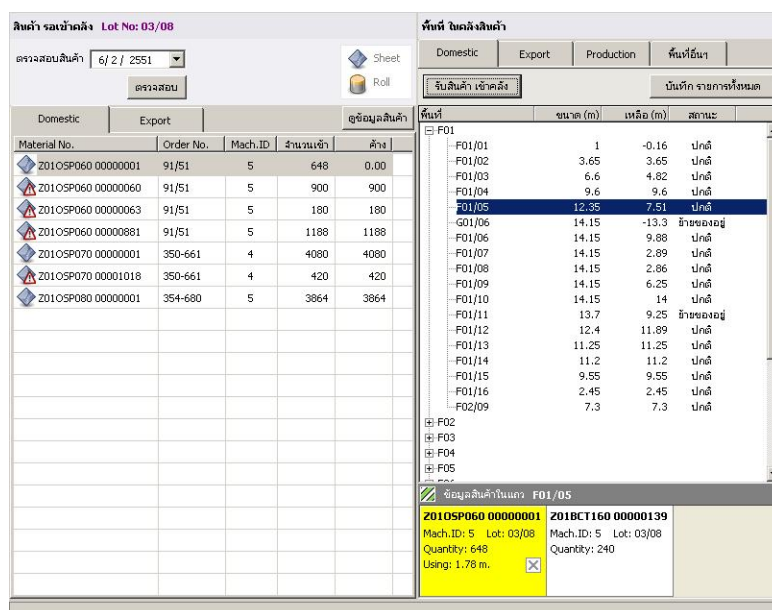 สินค้า รอเข้าคลัง Lot No: 03/08
ตรวจสอบสินค้า 6/ 2 / 2551
ตรวจสอบ
Sheet
Roll
Domestic Export ดูข้อมูลสินค้า
Material No. Order No. Mach.ID จำนวนเข้า ค้าง
Z01OSP060 00000001 91/51 5 648 0.00
Z01OSP060 00000060 91/51 5 900 900
Z01OSP060 00000063 91/51 5 180 180
Z01OSP060 00000881 91/51 5 1188 1188
Z01OSP070 00000001 350-661 4 4080 4080
Z01OSP070 00001018 350-661 4 420 420
Z01OSP080 00000001 354-680 5 3864 3864
พื้นที่ ในคลังสินค้า
Domestic Export Production พื้นที่อื่นๆ
รับสินค้า เข้าคลัง บันทึก รายการทั้งหมด
พื้นที่ ขนาด (m) เหลือ (m) สถานะ
F01
F01/01 1 -0.16 ปกติ
F01/02 3.65 3.65 ปกติ
F01/03 6.6 4.82 ปกติ
F01/04 9.6 9.6 ปกติ
F01/05 12.35 7.51 ปกติ
G01/06 14.15 -13.3 ย้ายของอยู่
F01/06 14.15 9.88 ปกติ
F01/07 14.15 2.89 ปกติ
F01/08 14.15 2.86 ปกติ
F01/09 14.15 6.25 ปกติ
F01/10 14.15 14 ปกติ
F01/11 13.7 9.25 ย้ายของอยู่
F01/12 12.4 11.89 ปกติ
F01/13 11.25 11.25 ปกติ
F01/14 11.2 11.2 ปกติ
F01/15 9.55 9.55 ปกติ
F01/16 2.45 2.45 ปกติ
F02/09 7.3 7.3 ปกติ
F02
F03
F04
F05
ข้อมูลสินค้าในแถว F01/05
Z01OSP060 00000001
Mach.ID: 5 Lot: 03/08
Quantity: 648
Using: 1.78 m.
Z01BCT160 00000139
Mach.ID: 5 Lot: 03/08
Quantity: 240